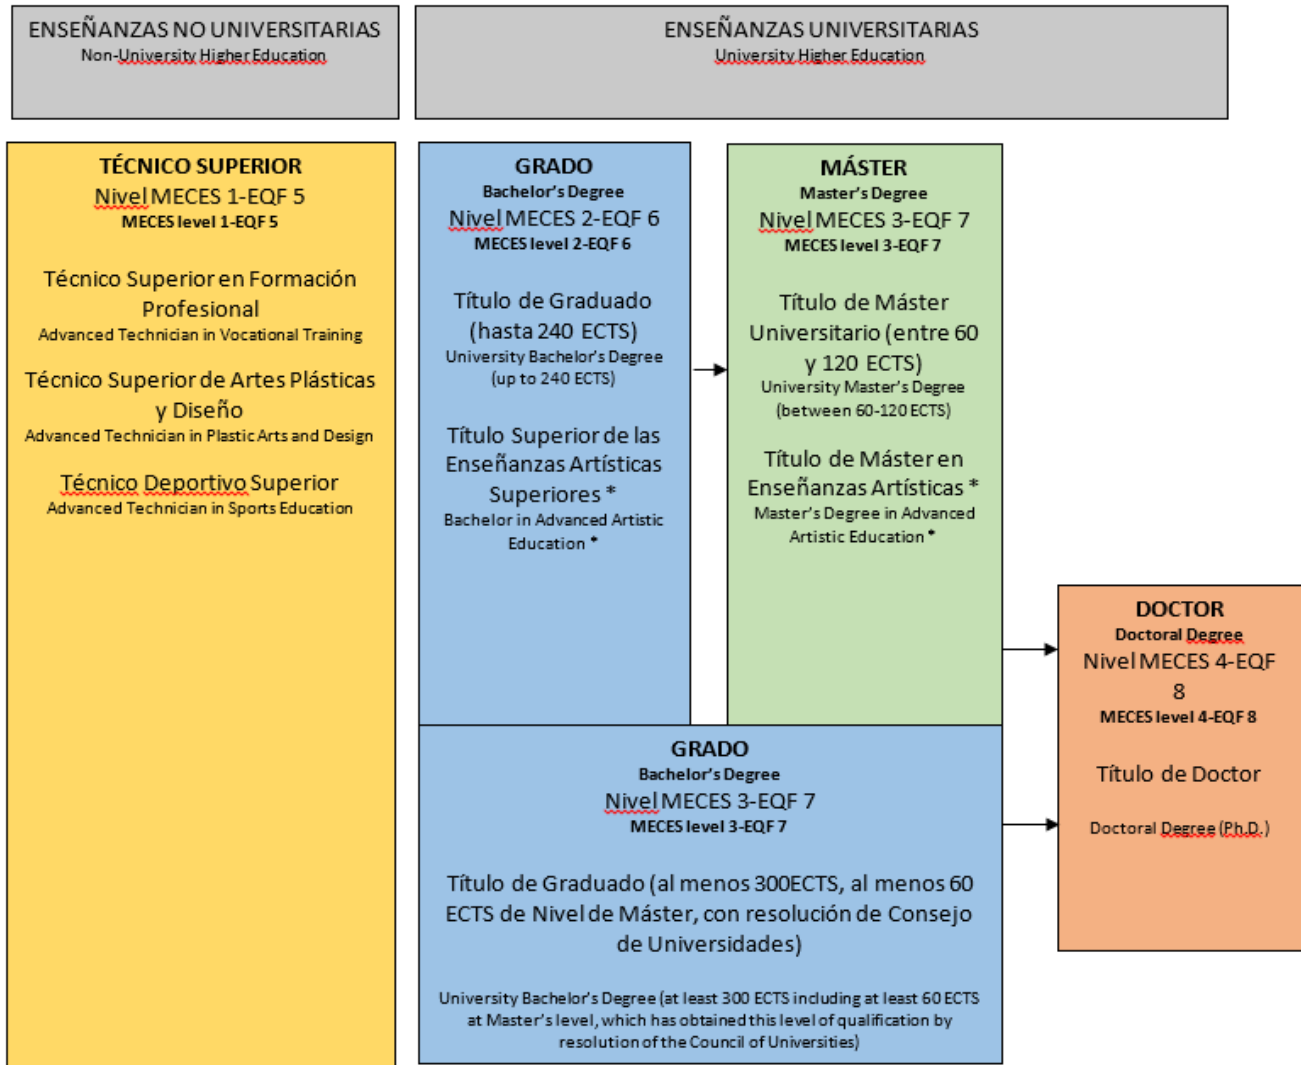 ENSEÑANZAS NO UNIVERSITARIAS
Non-University Higher Education
ENSEÑANZAS UNIVERSITARIAS
University Higher Education
TÉCNICO SUPERIOR
Nivel MECES 1-EQF 5
MECES level 1-EQF 5
Técnico Superior en Formación
Profesional
Advanced Technician in Vocational Training
Técnico Superior de Artes Plásticas
y Diseño
Advanced Technician in Plastic Arts and Design
Técnico Deportivo Superior
Advanced Technician in Sports Education
GRADO
Bachelor's Degree
Nivel MECES 2-EQF 6
MECES level 2-EQF 6
Título de Graduado
(hasta 240 ECTS)
University Bachelor's Degree
(up to 240 ECTS)
Título Superior de las
Enseñanzas Artísticas
Superiores *
Bachelor in Advanced Artistic
Education *
MÁSTER
Master's Degree
Nivel MECES 3-EQF 7
MECES level 3-EQF 7
Título de Máster
Universitario (entre 60
y 120 ECTS)
University Master's Degree
(between 60-120 ECTS)
Título de Máster en
Enseñanzas Artísticas *
Master's Degree in Advanced
Artistic Education *
GRADO
Bachelor's Degree
Nivel MECES 3-EQF 7
MECES level 3-EQF 7
Título de Graduado (al menos 300ECTS, al menos 60
ECTS de Nivel de Máster, con resolución de Consejo
de Universidades)
University Bachelor's Degree (at least 300 ECTS including at least 60 ECTS
at Master's level, which has obtained this level of qualification by
resolution of the Council of Universities)
DOCTOR
Doctoral Degree
Nivel MECES 4-EQF
8
MECES level 4-EQF 8
Título de Doctor
Doctoral Degree (Ph.D.)